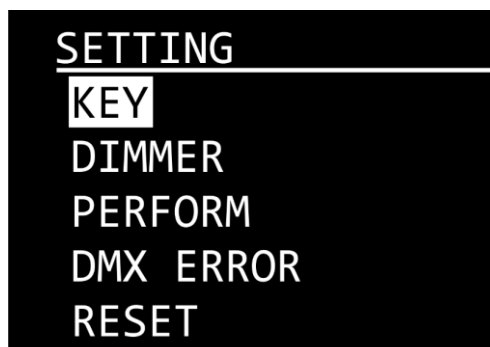 SETTING
KEY
DIMMER
PERFORM
DMX ERROR
RESET